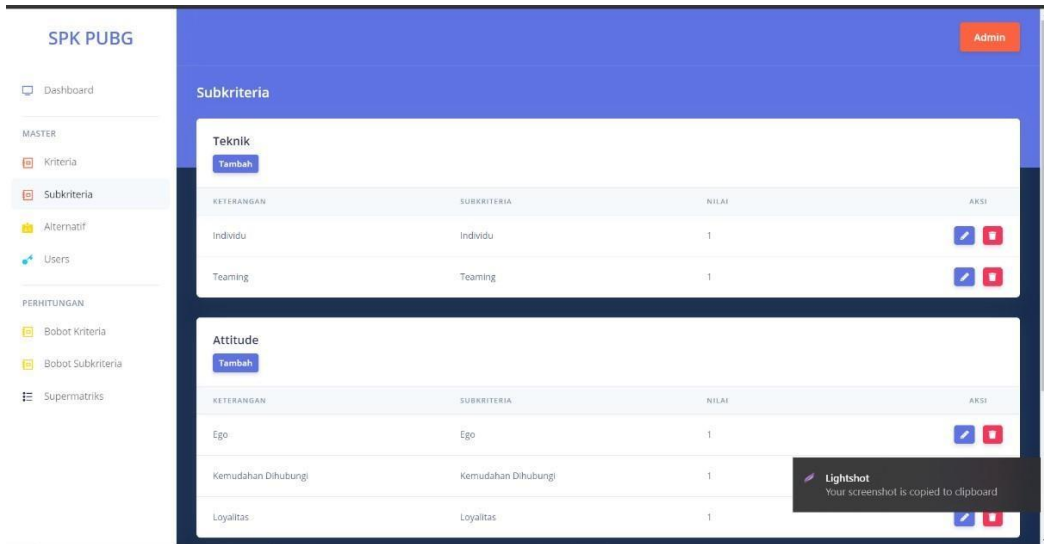 SPK PUBG
Admin
Dashboard
MASTER
Kriteria
Subkriteria
Alternatif
Users
PERHITUNGAN
Bobot Kriteria
Bobot Subkriteria
Supermatriks
Subkriteria
Teknik
Tambah
KETERANGAN SUBKRITERIA NILAI AKSI
Individu Individu 1
Teaming Teaming 1
Attitude
Tambah
KETERANGAN SUBKRITERIA NILAI AKSI
Ego Ego 1
Kemudahan Dihubungi Kemudahan Dihubungi 1
Loyalitas Loyalitas 1
Lightshot
Your screenshot is copied to clipboard